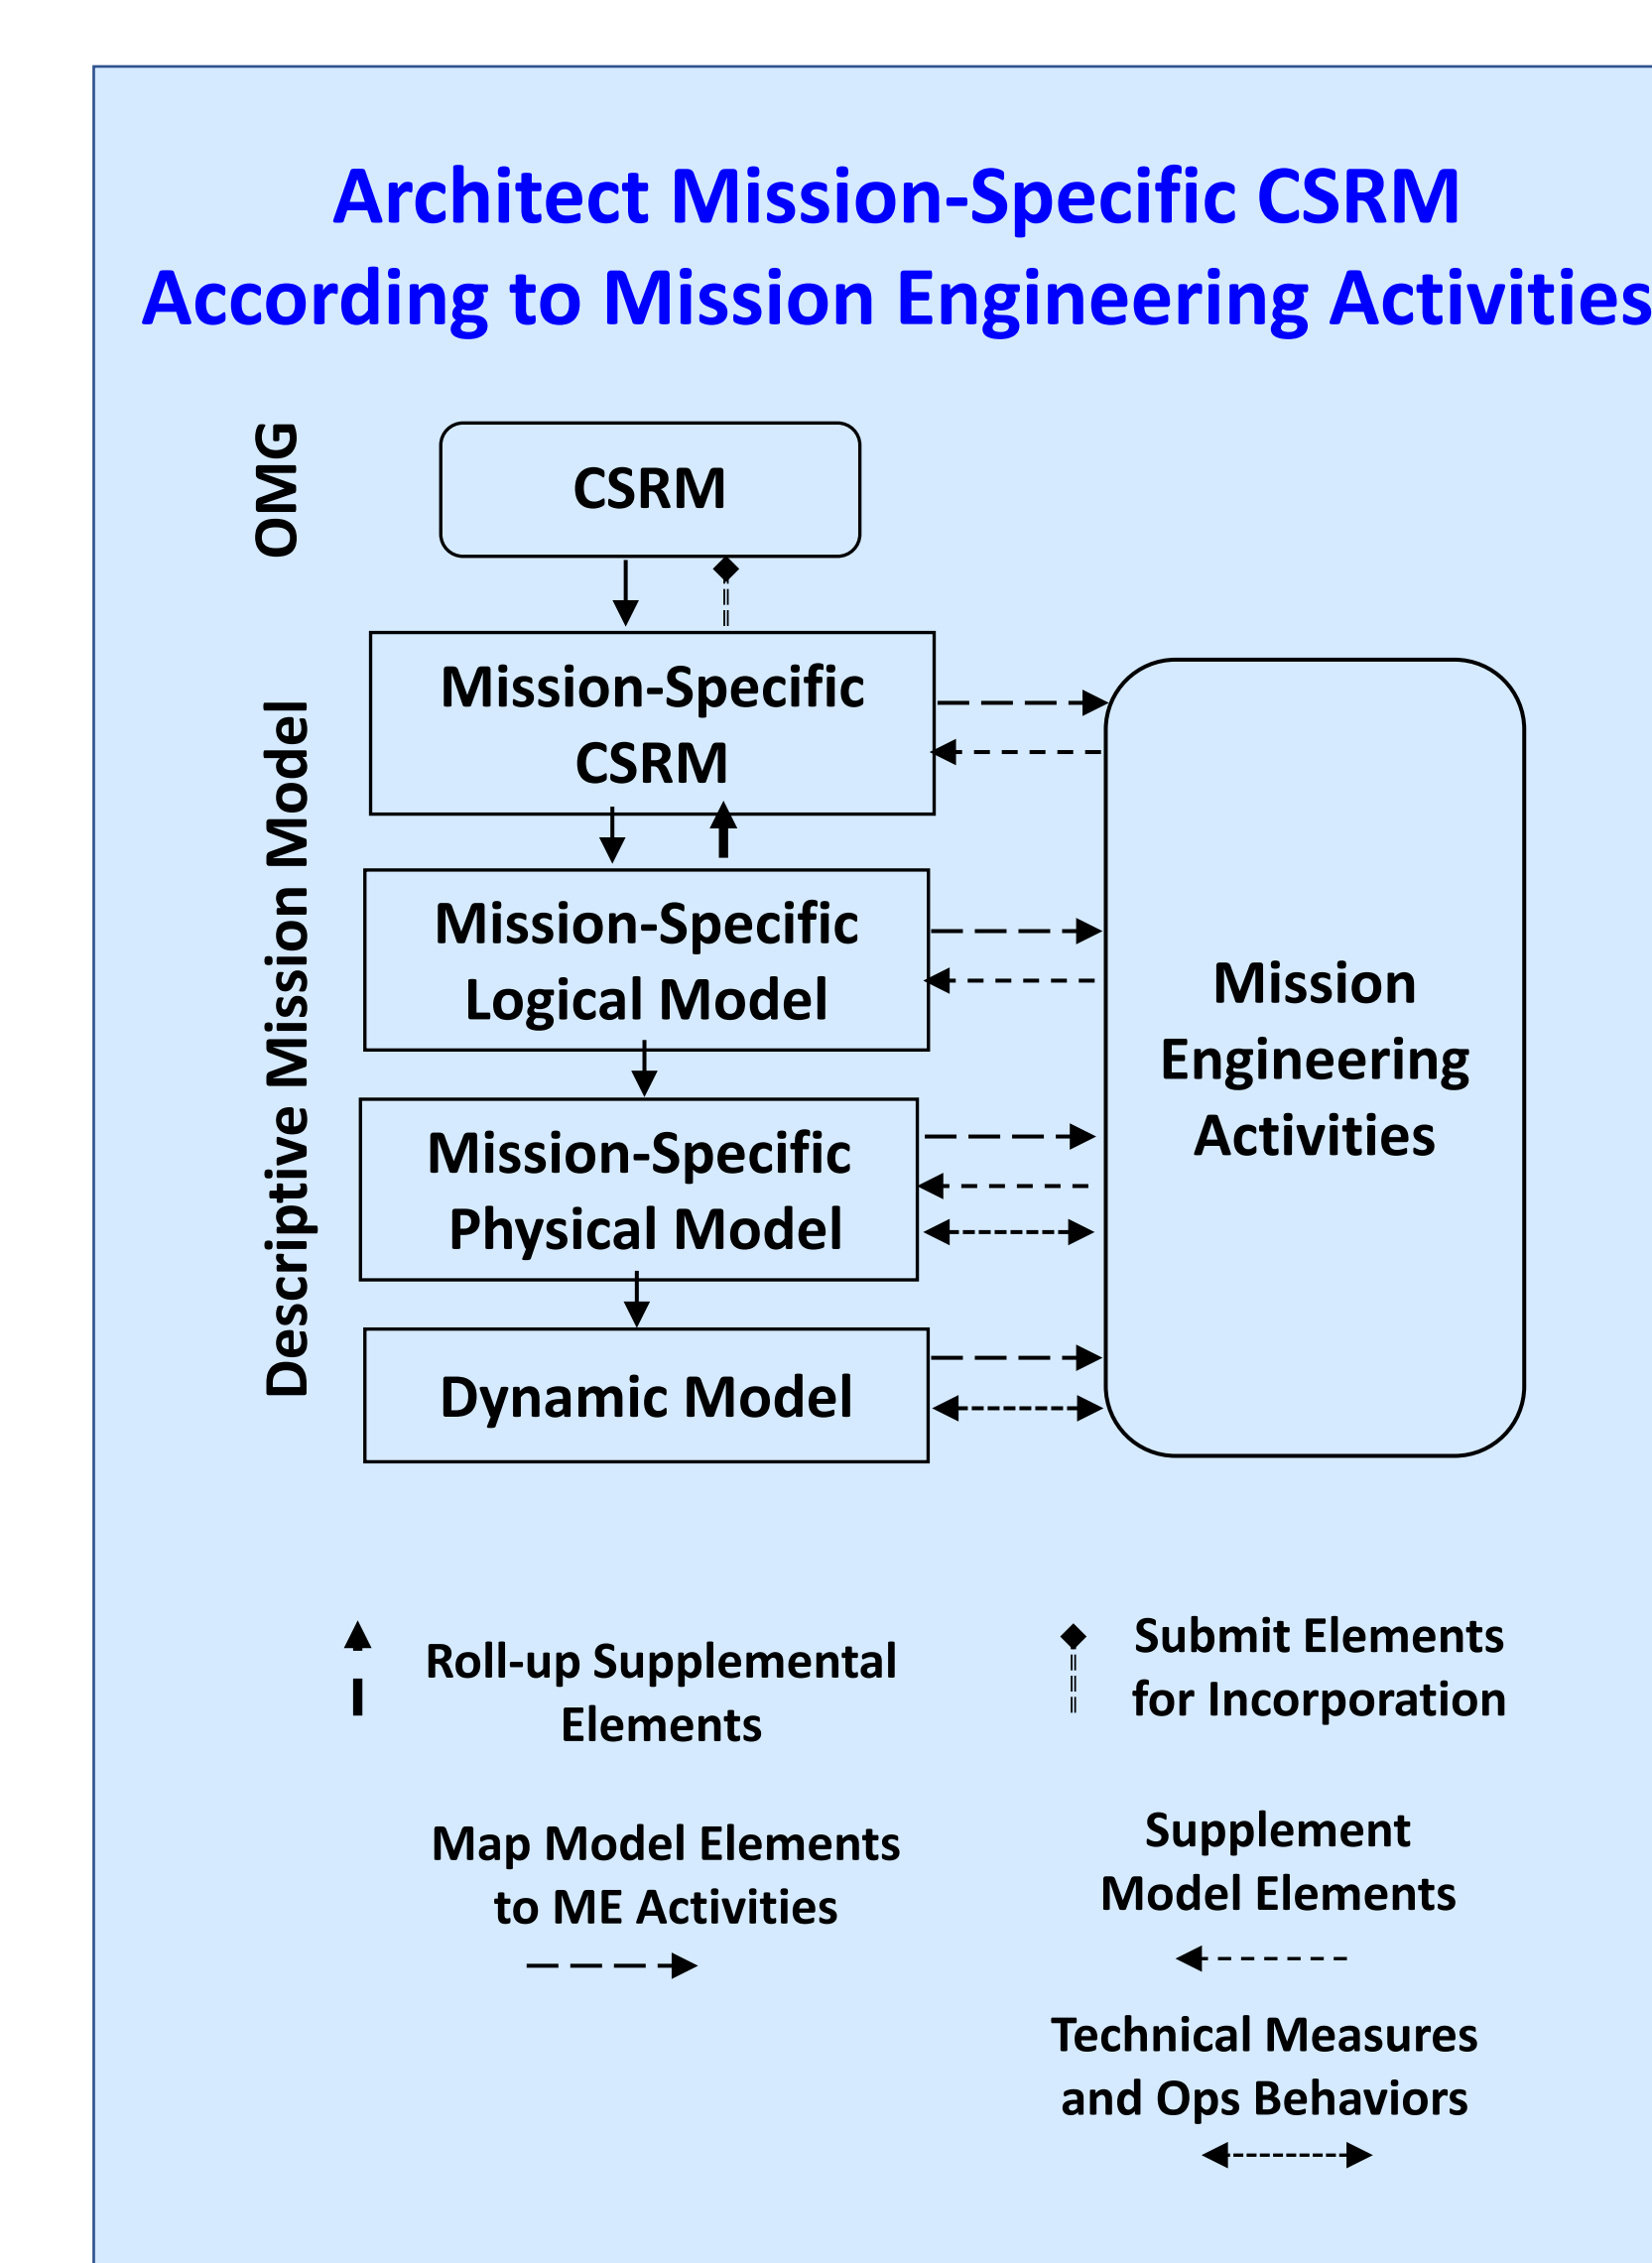 Architect Mission-Specific CSRM
According to Mission Engineering Activities
OMG
CSRM
Descriptive Mission Model
Mission-Specific
CSRM
Mission-Specific
Logical Model
Mission-Specific
Physical Model
Dynamic Model
Mission
Engineering
Activities
Roll-up Supplemental
Elements
Submit Elements
for Incorporation
Map Model Elements
to ME Activities
Supplement
Model Elements
Technical Measures
and Ops Behaviors